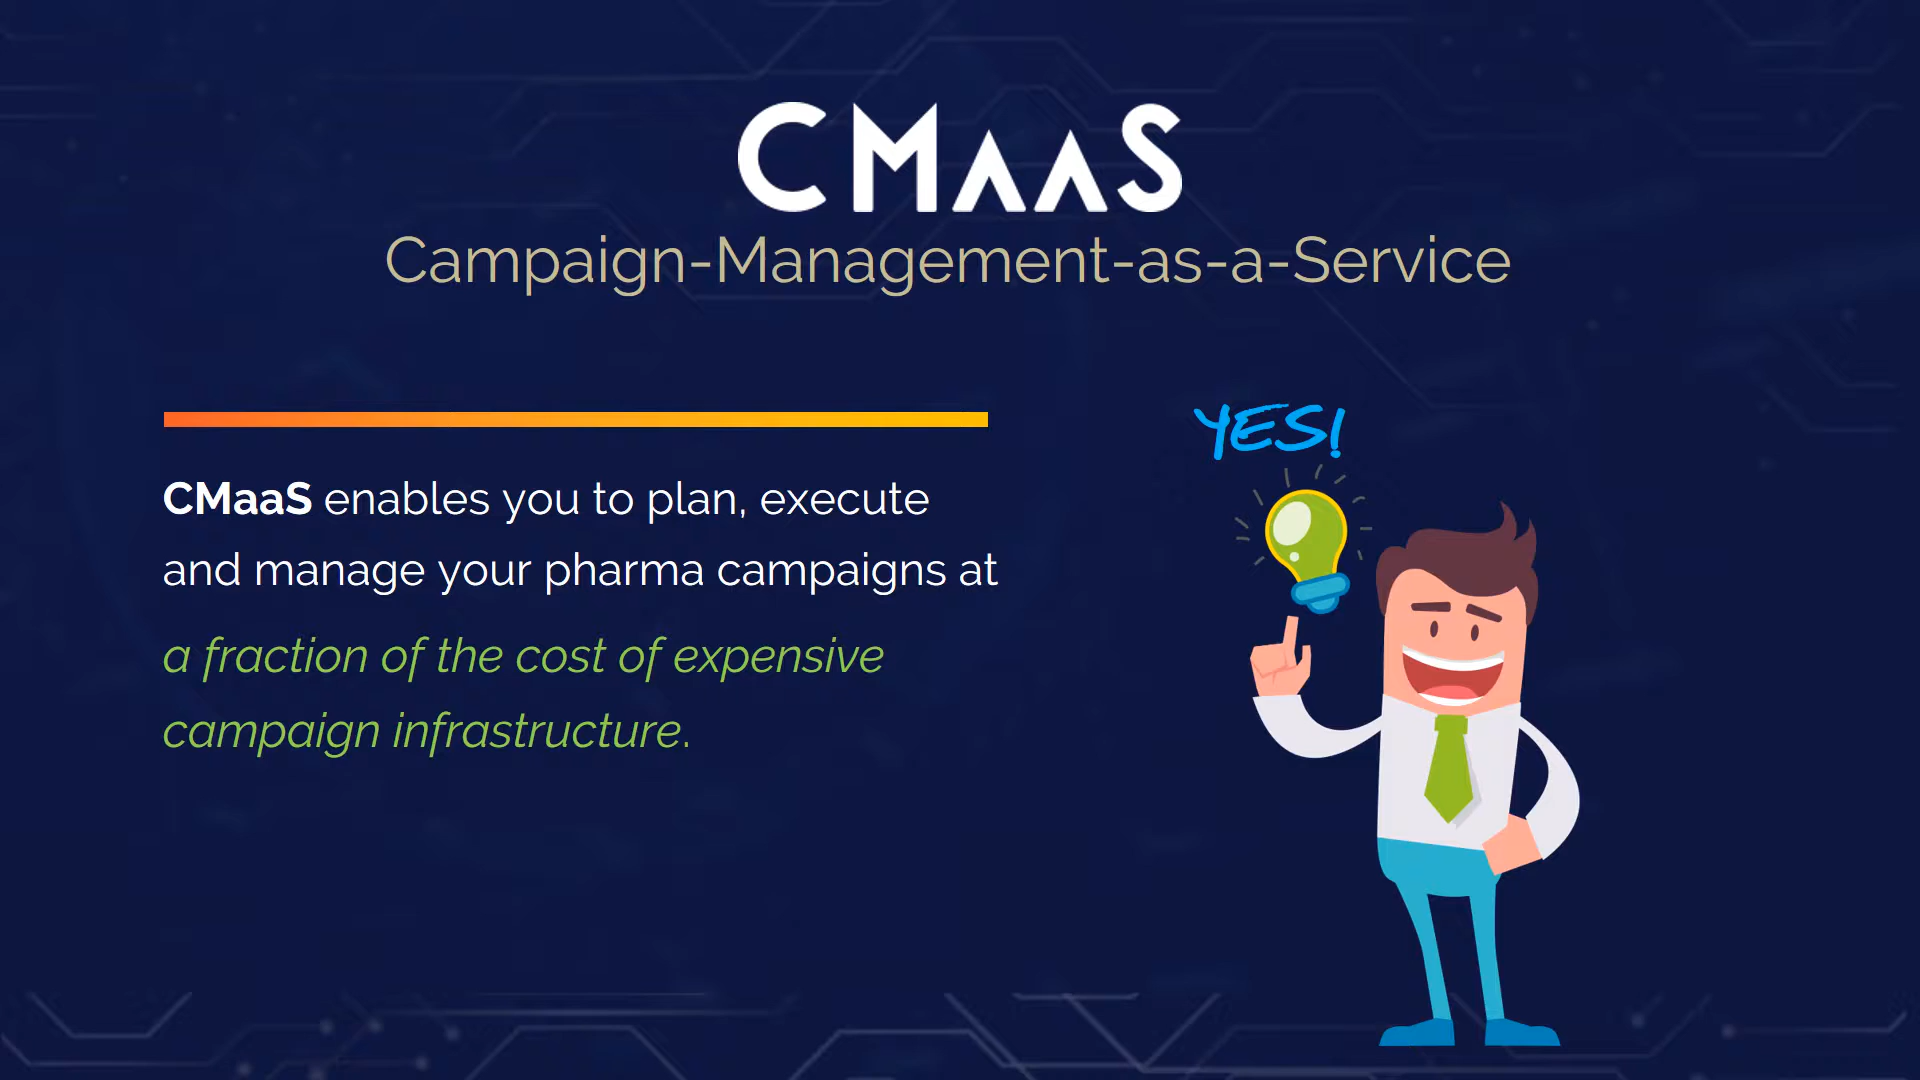 CMaaS
Campaign-Management-as-a-Service
YES!
CMaaS enables you to plan, execute
and manage your pharma campaigns at
a fraction of the cost of expensive
campaign infrastructure.